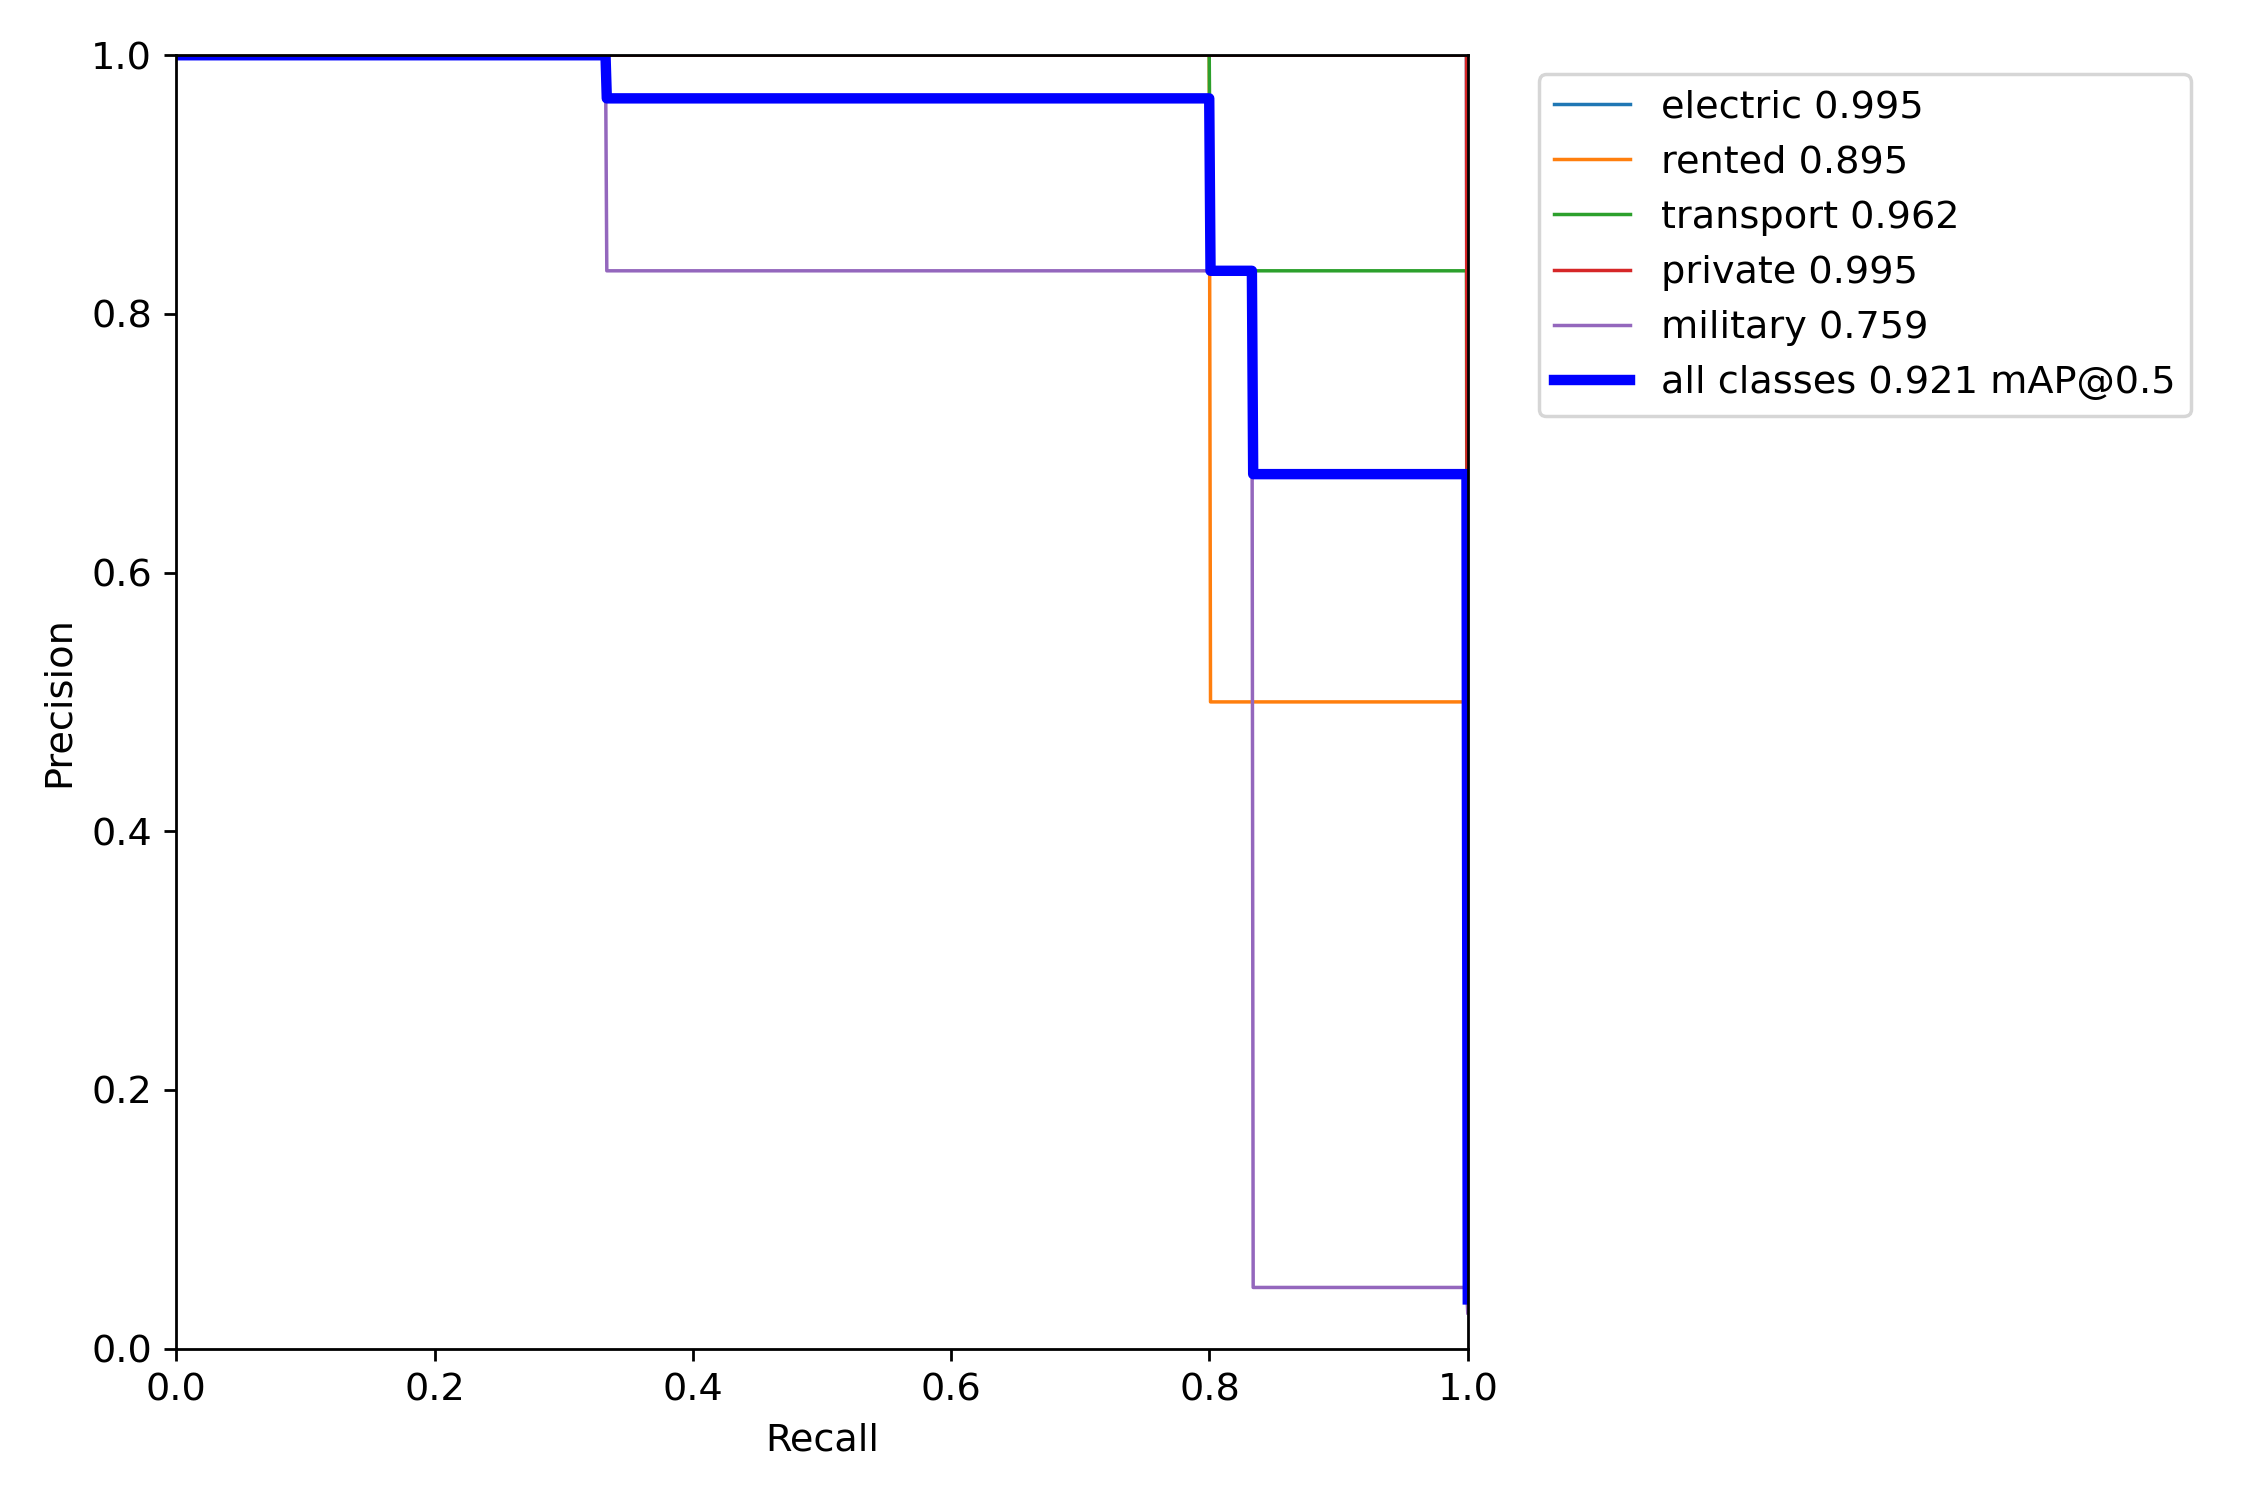 1.0
0.8
0.6
0.4
0.2
0.0
Precision
0.0 0.2 0.4 0.6 0.8 1.0
Recall
electric 0.995
rented 0.895
transport 0.962
private 0.995
military 0.759
all classes 0.921 mAP@0.5